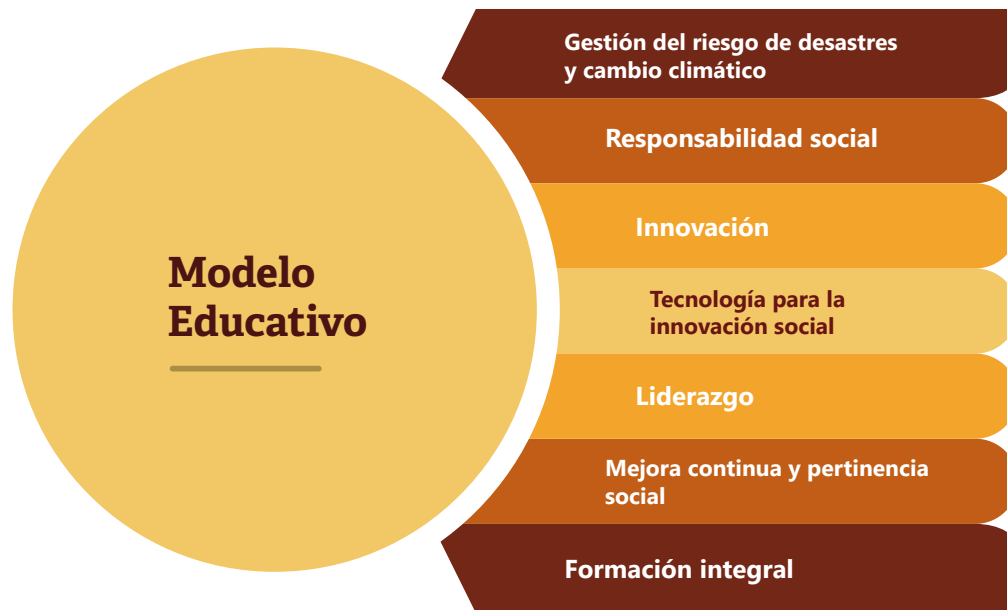 Modelo
Educativo
Gestión del riesgo de desastres
y cambio climático
Responsabilidad social
Innovación
Tecnología para la
innovación social
Liderazgo
Mejora continua y pertinencia
social
Formación integral